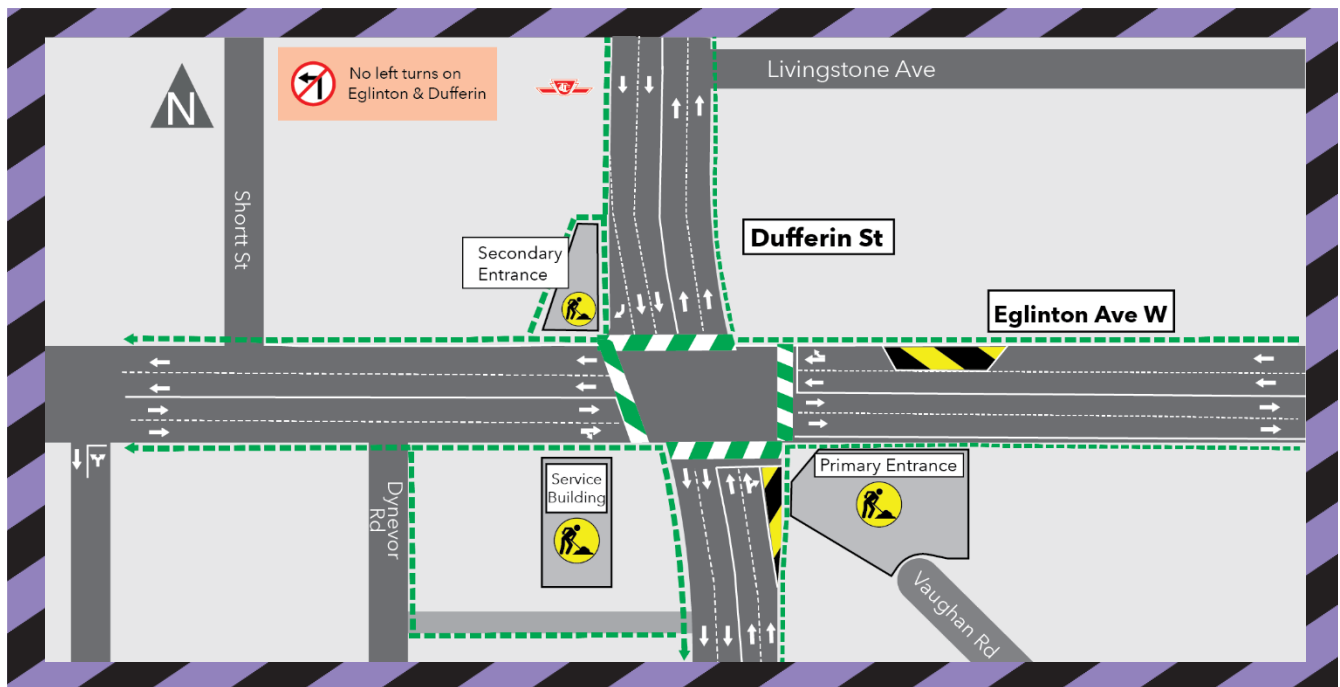 No left turns on
Eglinton & Dufferin
Livingstone Ave
N
Shortt St
Secondary
Entrance
Dufferin St
Eglinton Ave W
Service
Building
Primary Entrance
Dynevor
Rd
Vaughan Rd